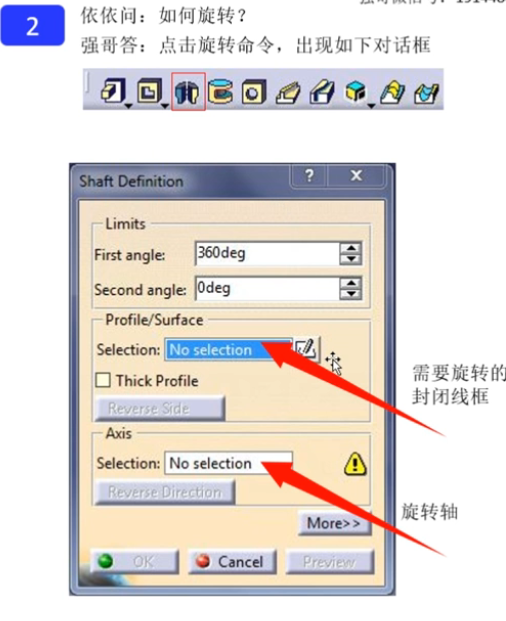 2
依依问：如何旋转？
强哥答：点击旋转命令，出现如下对话框
Shaft Definition
?
X
Limits
First angle: 360deg
Second angle: 0deg
Profile/Surface
Selection: No selection
Thick Profile
Reverse Side
需要旋转的
封闭线框
Axis
Selection: No selection
Reverse Direction
旋转轴
More>>
OK
Cancel
Preview